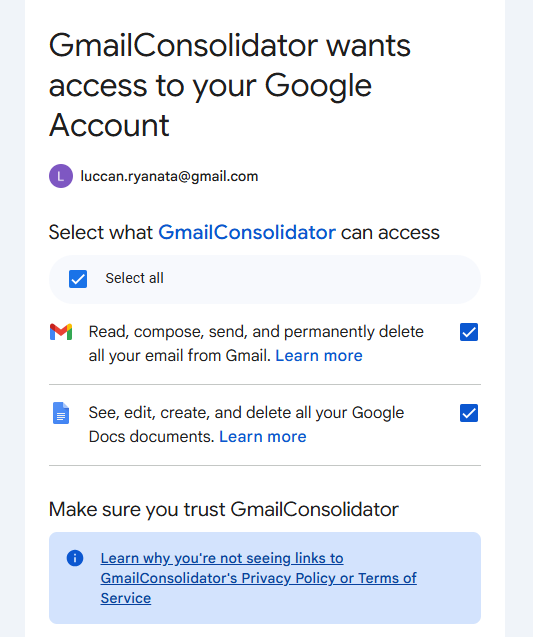 GmailConsolidator wants
access to your Google
Account
L luccan.ryanata@gmail.com
Select what GmailConsolidator can access
Select all
Read, compose, send, and permanently delete
all your email from Gmail. Learn more
See, edit, create, and delete all your Google
Docs documents. Learn more
Make sure you trust GmailConsolidator
Learn why you're not seeing links to
GmailConsolidator's Privacy Policy or Terms of
Service